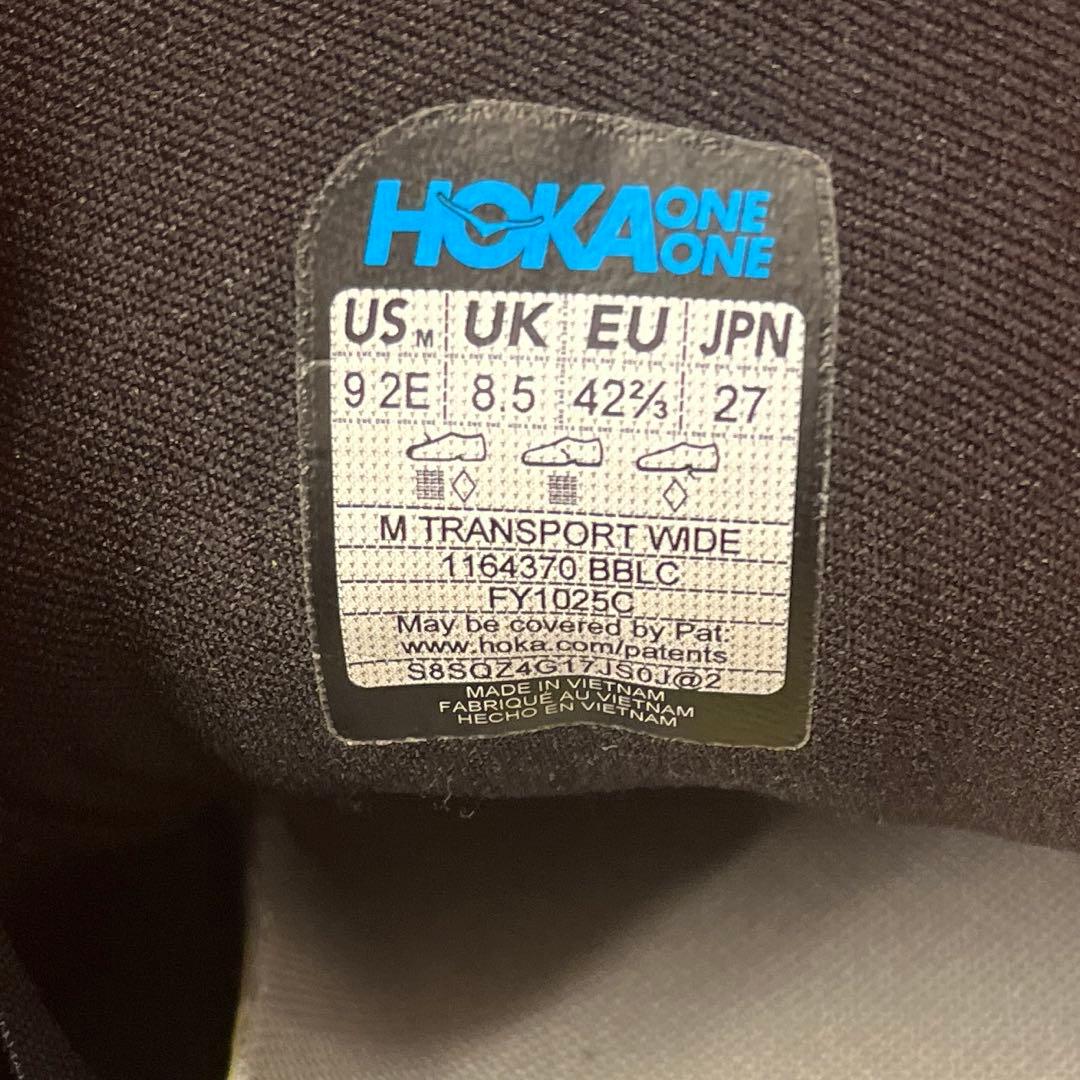 HOKA ONE ONE
US M UK EU JPN
9 2E 8.5 42⅔ 27
M TRANSPORT WIDE
1164370 BBLC
FY1025C
May be covered by Pat:
www.hoka.com/patents
S8SQZ4G17JS0J@2
MADE IN VIETNAM
FABRIQUÉ AU VIETNAM
HECHO EN VIETNAM